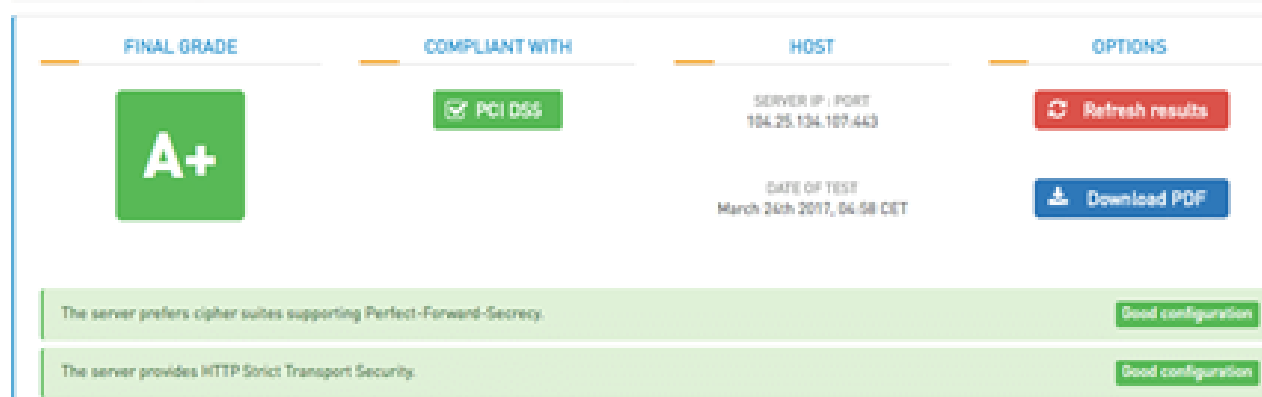 FINAL GRADE
COMPLIANT WITH
HOST
OPTIONS
A+
PCI DSS
SERVER IP : PORT
104.25.134.107:443
DATE OF TEST
March 24th 2017, 04:58 CET
Refresh results
Download PDF
The server prefers cipher suites supporting Perfect-Forward-Secrecy.
Good configuration
The server provides HTTP Strict Transport Security.
Good configuration